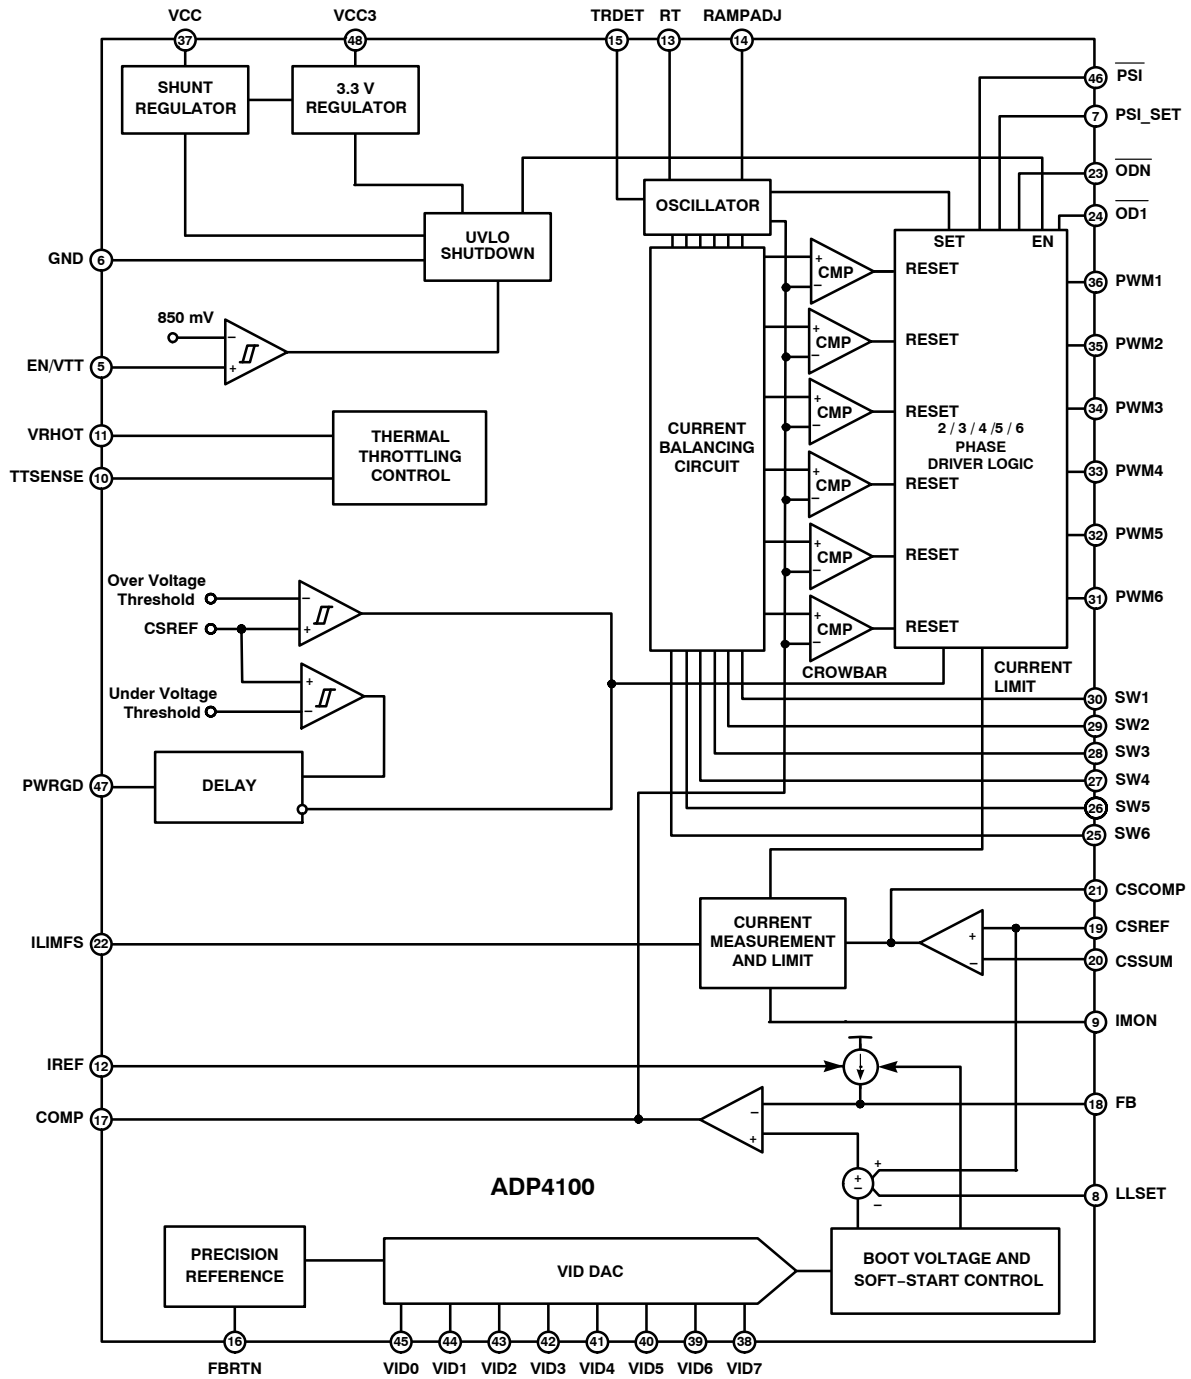 VCC
VCC3
TRDET
RT
RAMPADJ
37
48
15
13
14
SHUNT
REGULATOR
3.3 V
REGULATOR
46
PSI
7
PSI_SET
23
ODN
24
OD1
OSCILLATOR
UVLO
SHUTDOWN
GND
6
SET
EN
850 mV
−
+
EN/VTT
5
VRHOT
11
TTSENSE
10
THERMAL
THROTTLING
CONTROL
CURRENT
BALANCING
CIRCUIT
+
CMP
−
RESET
+
CMP
−
RESET
+
CMP
−
RESET
2 / 3 / 4 /5 / 6
PHASE
DRIVER LOGIC
+
CMP
−
RESET
+
CMP
−
RESET
+
CMP
−
RESET
36
PWM1
35
PWM2
34
PWM3
33
PWM4
32
PWM5
31
PWM6
Over Voltage
Threshold
−
CSREF
+
Under Voltage
Threshold
+
−
CROWBAR
CURRENT
LIMIT
PWRGD
47
DELAY
30
SW1
29
SW2
28
SW3
27
SW4
26
SW5
25
SW6
21
CSCOMP
19
CSREF
20
CSSUM
+
−
ILIMFS
22
CURRENT
MEASUREMENT
AND LIMIT
9
IMON
IREF
12
COMP
17
−
+
18
FB
+
+
−
−
8
LLSET
ADP4100
PRECISION
REFERENCE
VID DAC
BOOT VOLTAGE AND
SOFT−START CONTROL
16
45
44
43
42
41
40
39
38
FBRTN
VID0
VID1
VID2
VID3
VID4
VID5
VID6
VID7